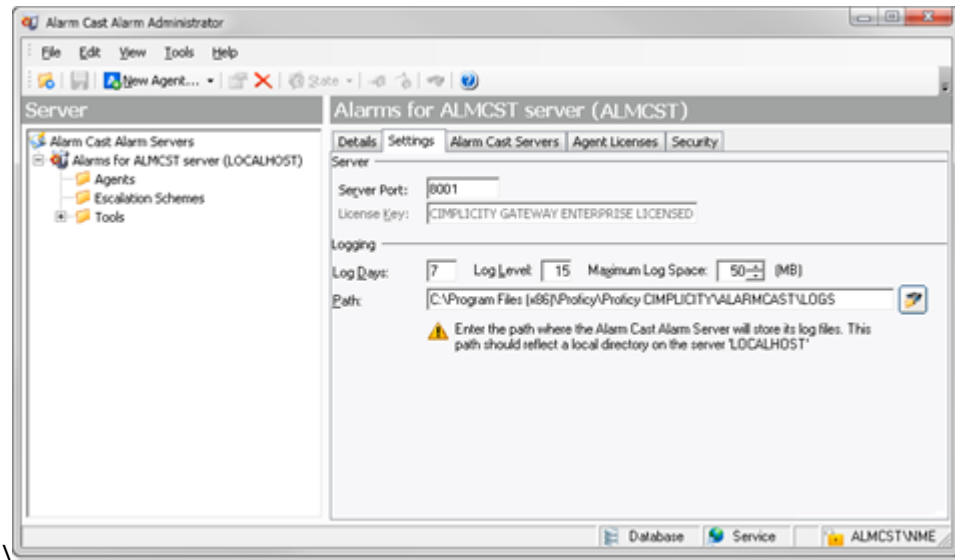 Alarm Cast Alarm Administrator
File Edit View Tools Help
New Agent... State
Server
Alarms for ALMCST server (ALMCST)
Alarm Cast Alarm Servers
Alarms for ALMCST server (LOCALHOST)
Agents
Escalation Schemes
Tools
Details Settings Alarm Cast Servers Agent Licenses Security
Server
Server Port: 8001
License Key: CIMPLICITY GATEWAY ENTERPRISE LICENSED
Logging
Log Days: 7 Log Level: 15 Maximum Log Space: 50 (MB)
Path: C:\Program Files (x86)\Proficy\Proficy CIMPLICITY\ALARMCAST\LOGS
Enter the path where the Alarm Cast Alarm Server will store its log files. This
path should reflect a local directory on the server 'LOCALHOST'
Database Service ALMCST\NME
\